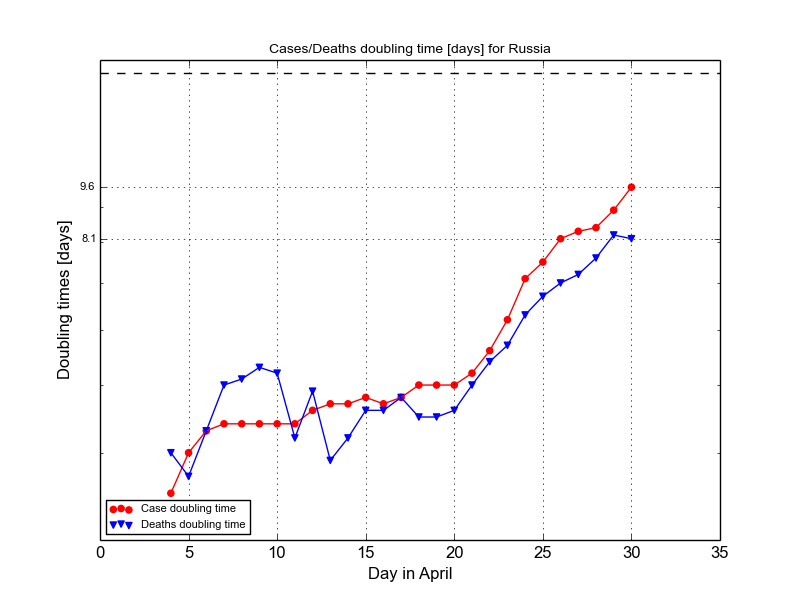 Cases/Deaths doubling time [days] for Russia
9.6
8.1
Doubling times [days]
Case doubling time
Deaths doubling time
0 5 10 15 20 25 30 35
Day in April